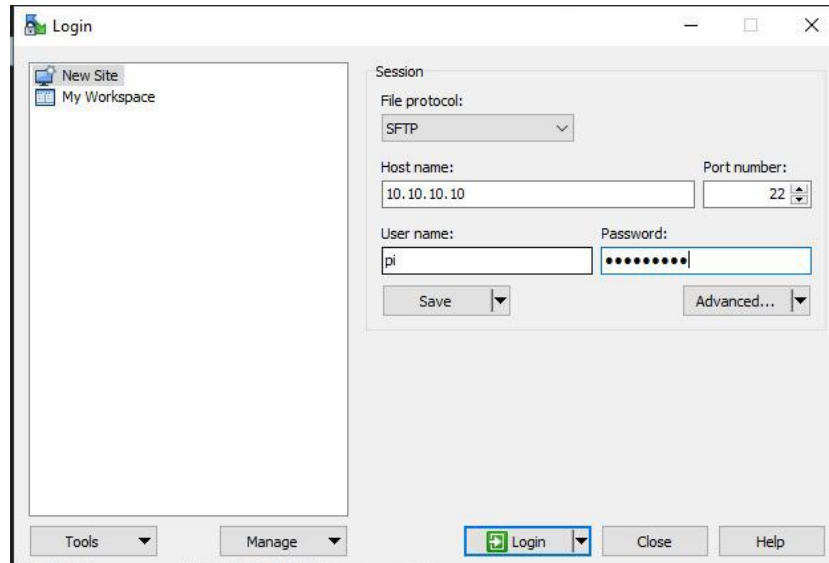 Login
New Site
My Workspace
Session
File protocol:
SFTP
Host name:
Port number:
10.10.10.10
22
User name:
Password:
pi
●●●●●●●●●
Save
Advanced...
Tools
Manage
Login
Close
Help